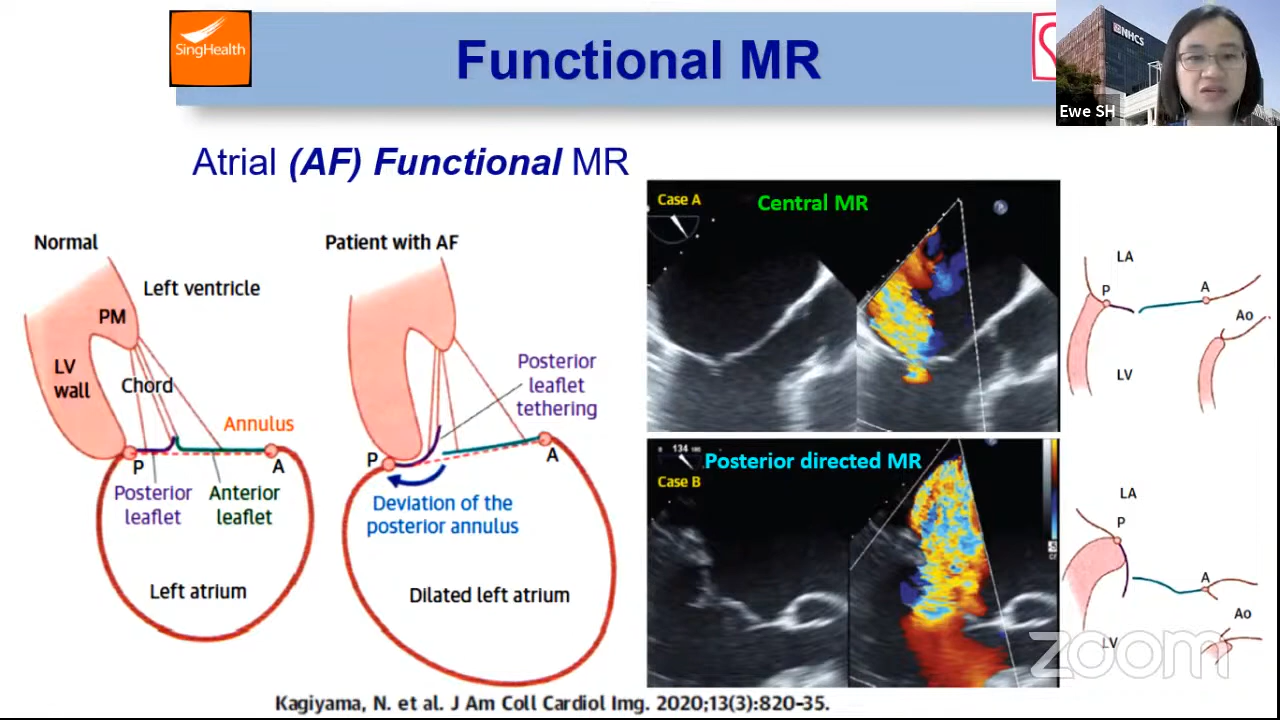 SingHealth
Functional MR
NHCS
Ewe SH
Atrial (AF) Functional MR
Normal
Left ventricle
PM
LV
wall
Chord
Annulus
P
A
Posterior
leaflet
Anterior
leaflet
Left atrium
Patient with AF
Posterior
leaflet
tethering
P
A
Deviation of the
posterior annulus
Dilated left atrium
Case A
Central MR
LA
P
A
Ao
LV
134
Posterior directed MR
Case B
LA
P
A
Ao
LV
zoom
Kagiyama, N. et al. J Am Coll Cardiol Img. 2020;13(3):820-35.